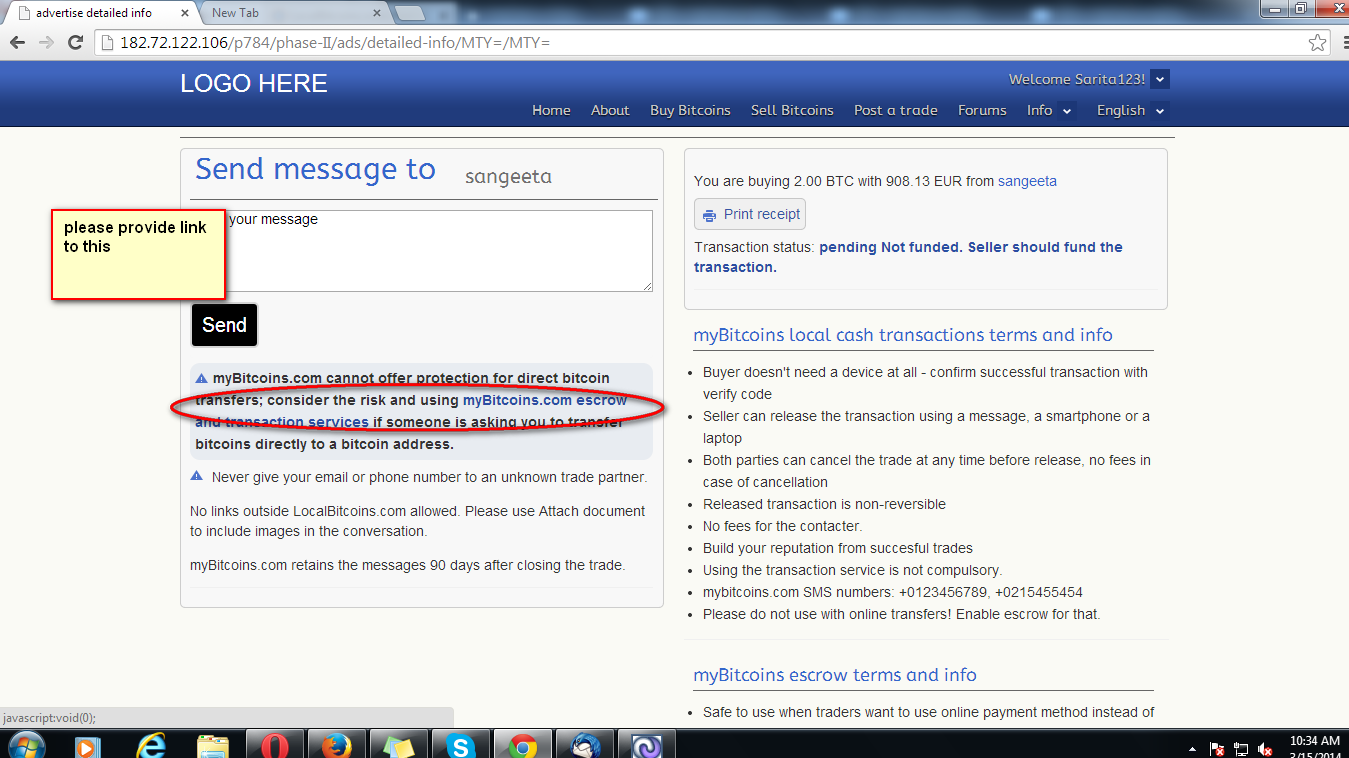 advertise detailed info
New Tab
182.72.122.106/p784/phase-II/ads/detailed-info/MTY=/MTY=
LOGO HERE
Welcome Sarita123!
Home About Buy Bitcoins Sell Bitcoins Post a trade Forums Info English
Send message to sangeeta
your message
please provide link
to this
Send
myBitcoins.com cannot offer protection for direct bitcoin
transfers; consider the risk and using myBitcoins.com escrow
and transaction services if someone is asking you to transfer
bitcoins directly to a bitcoin address.
Never give your email or phone number to an unknown trade partner.
No links outside LocalBitcoins.com allowed. Please use Attach document
to include images in the conversation.
myBitcoins.com retains the messages 90 days after closing the trade.
You are buying 2.00 BTC with 908.13 EUR from sangeeta
Print receipt
Transaction status: pending Not funded. Seller should fund the
transaction.
myBitcoins local cash transactions terms and info
• Buyer doesn't need a device at all - confirm successful transaction with
verify code
• Seller can release the transaction using a message, a smartphone or a
laptop
• Both parties can cancel the trade at any time before release, no fees in
case of cancellation
• Released transaction is non-reversible
• No fees for the contacter.
• Build your reputation from succesful trades
• Using the transaction service is not compulsory.
• mybitcoins.com SMS numbers: +0123456789, +0215455454
• Please do not use with online transfers! Enable escrow for that.
myBitcoins escrow terms and info
• Safe to use when traders want to use online payment method instead of
javascript:void(0);
10:34 AM
3/15/2014